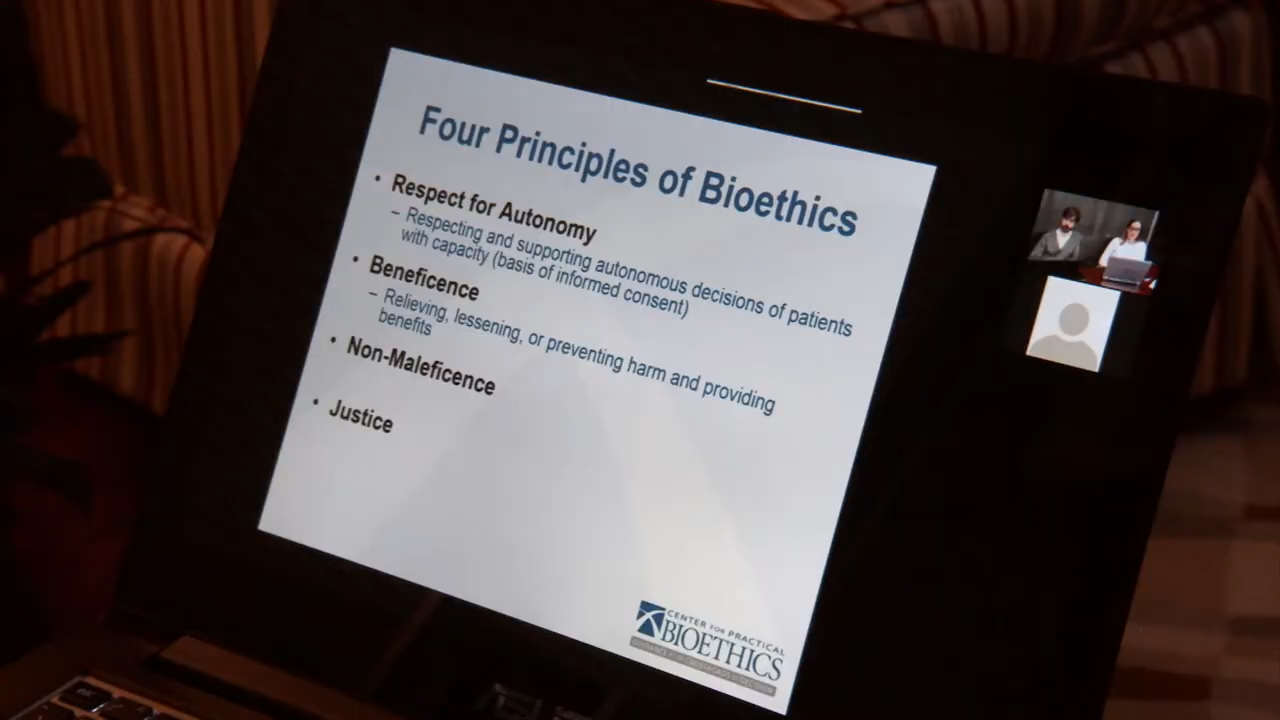 Four Principles of Bioethics
• Respect for Autonomy
– Respecting and supporting autonomous decisions of patients
with capacity (basis of informed consent)
• Beneficence
– Relieving, lessening, or preventing harm and providing
benefits
• Non-Maleficence
• Justice
CENTER FOR PRACTICAL
BIOETHICS
esc